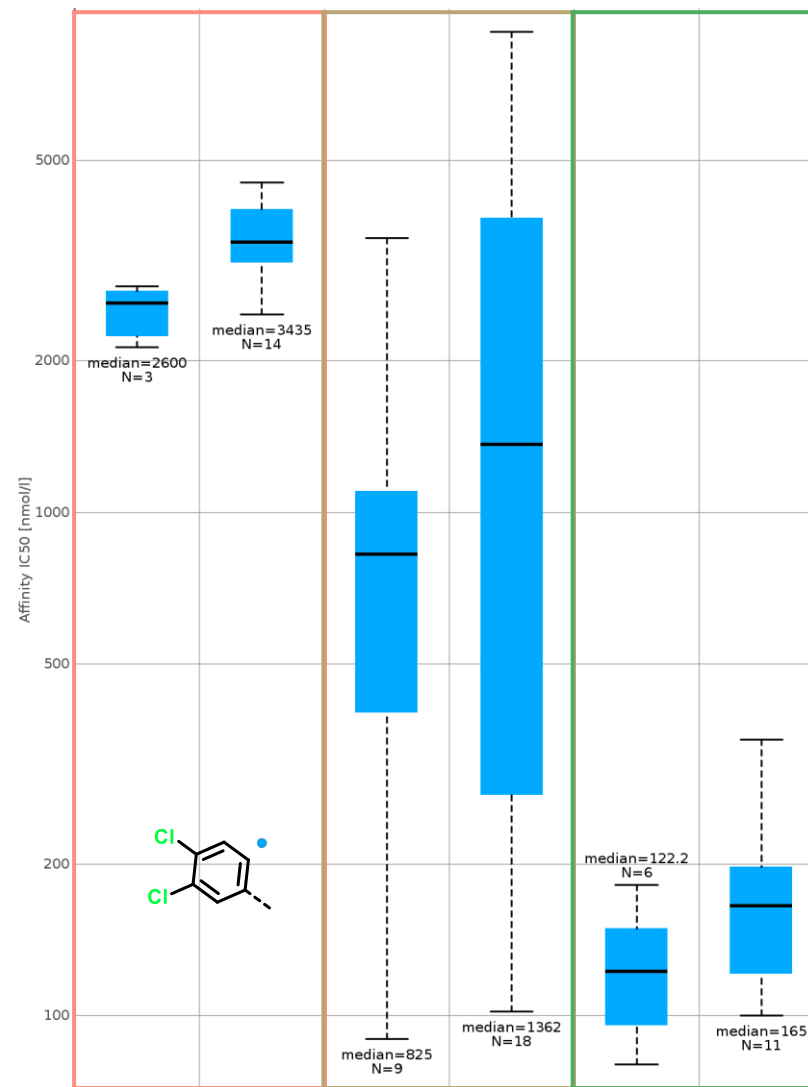 5000
2000
1000
500
200
100
Affinity IC50 [nmol/l]
median=2600
N=3
median=3435
N=14
median=825
N=9
median=1362
N=18
median=122.2
N=6
median=165
N=11
Cl
Cl